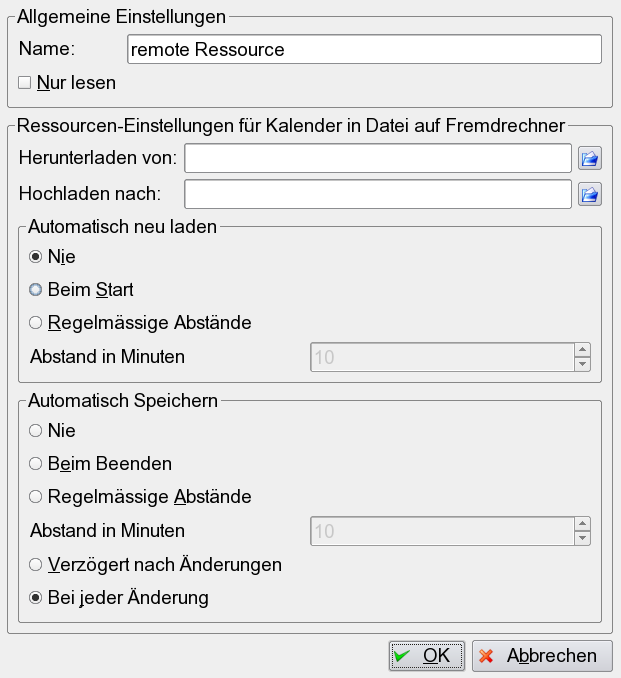 Allgemeine Einstellungen
Name: remote Ressource
Nur lesen
Ressourcen-Einstellungen für Kalender in Datei auf Fremdrechner
Herunterladen von:
Hochladen nach:
Automatisch neu laden
Nie
Beim Start
Regelmässige Abstände
Abstand in Minuten 10
Automatisch Speichern
Nie
Beim Beenden
Regelmässige Abstände
Abstand in Minuten 10
Verzögert nach Änderungen
Bei jeder Änderung
OK Abbrechen